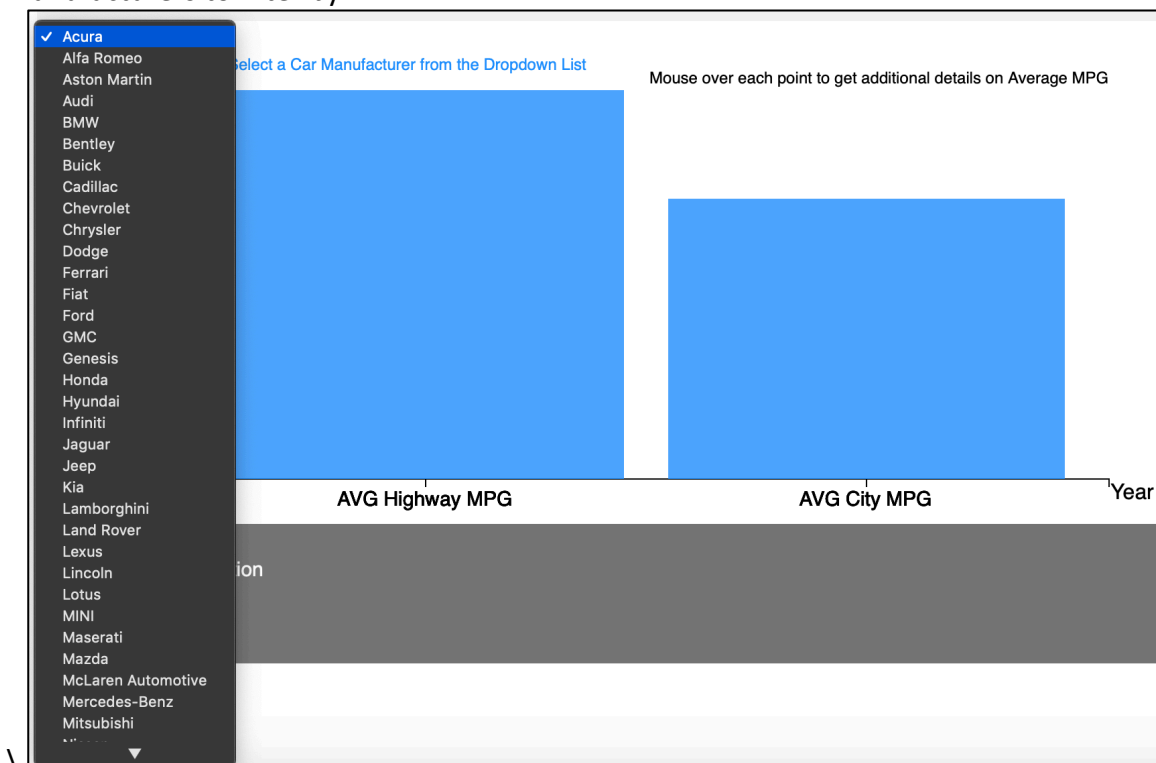 ✓ Acura
Alfa Romeo
Aston Martin
Audi
BMW
Bentley
Buick
Cadillac
Chevrolet
Chrysler
Dodge
Ferrari
Fiat
Ford
GMC
Genesis
Honda
Hyundai
Infiniti
Jaguar
Jeep
Kia
Lamborghini
Land Rover
Lexus
Lincoln
Lotus
MINI
Maserati
Mazda
McLaren Automotive
Mercedes-Benz
Mitsubishi
elect a Car Manufacturer from the Dropdown List
Mouse over each point to get additional details on Average MPG
AVG Highway MPG
AVG City MPG
Year
ion
\